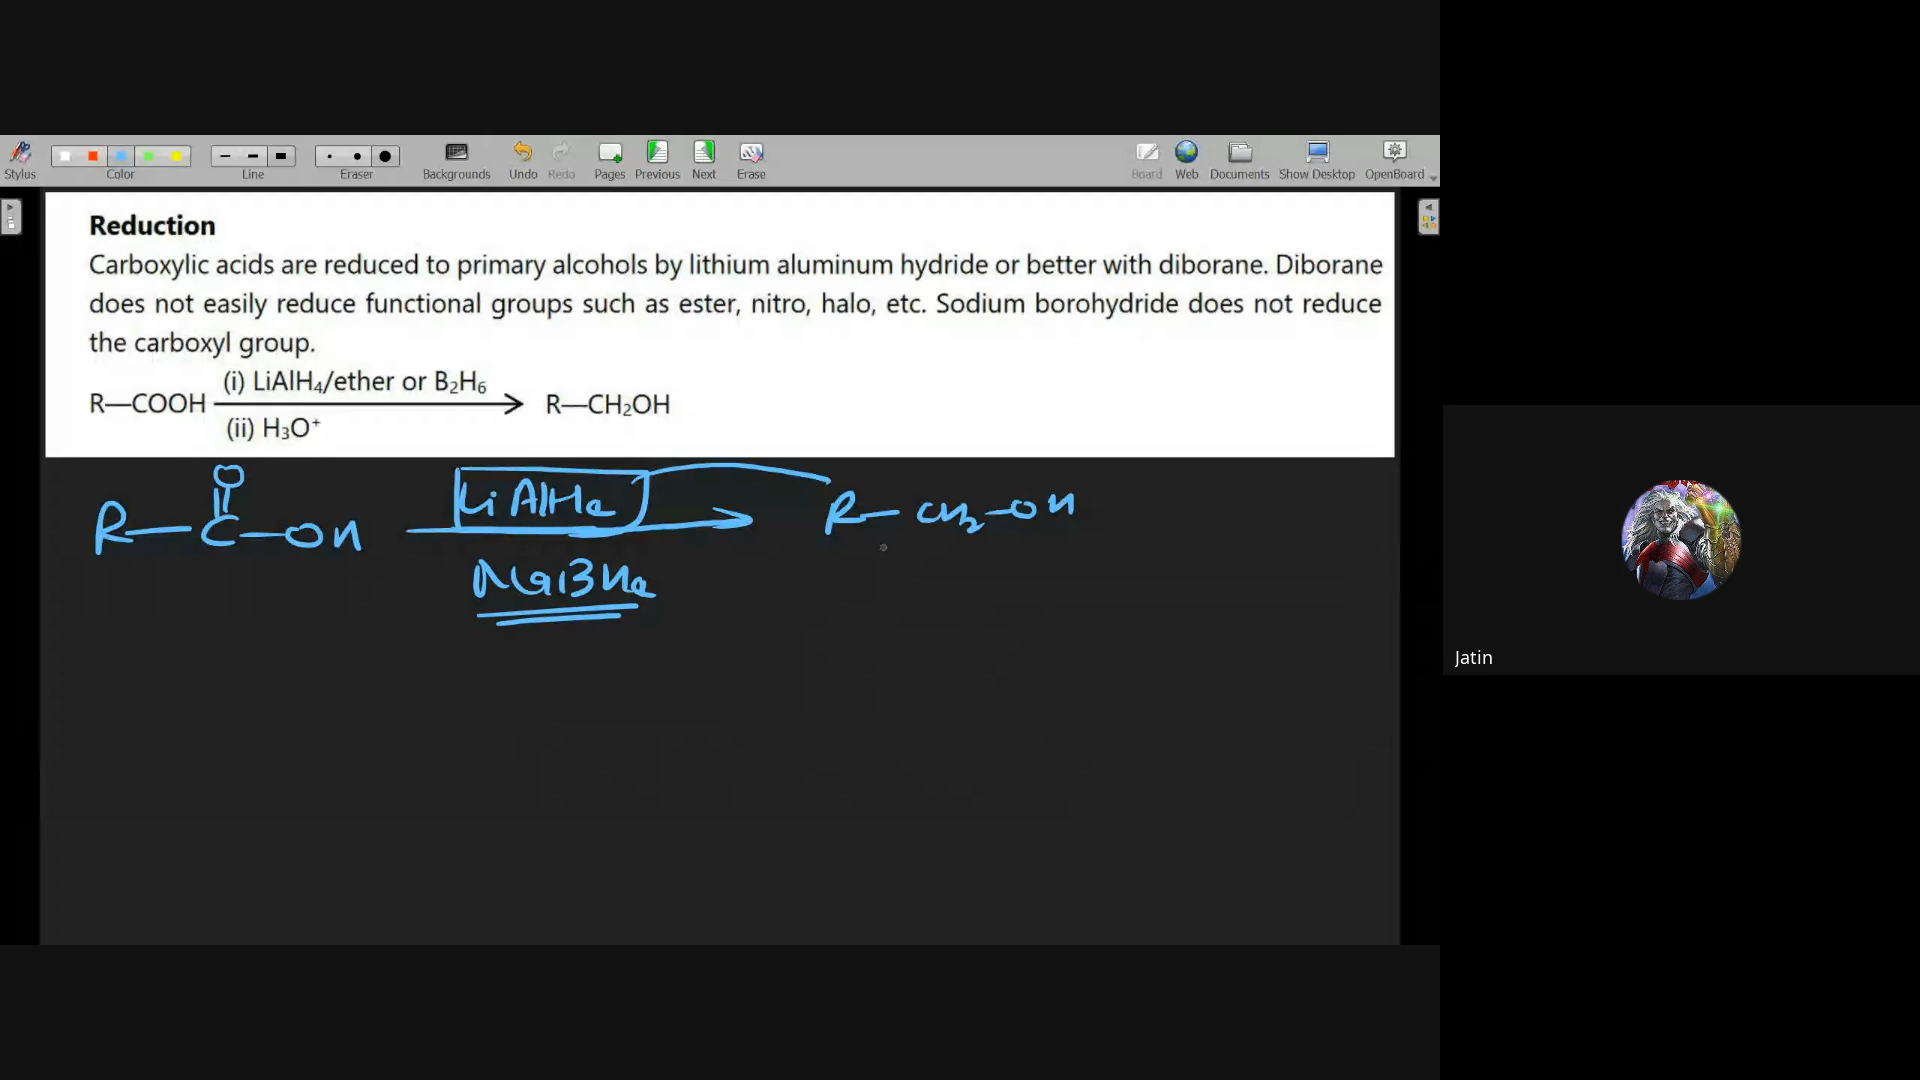 Stylus Color Line Eraser Backgrounds Undo Redo Pages Previous Next Erase Board Web Documents Show Desktop OpenBoard
Reduction
Carboxylic acids are reduced to primary alcohols by lithium aluminum hydride or better with diborane. Diborane
does not easily reduce functional groups such as ester, nitro, halo, etc. Sodium borohydride does not reduce
the carboxyl group.
(i) LiAlH₄/ether or B₂H₆
R—COOH → R—CH₂OH
(ii) H₃O⁺
O
LiAlH₄
R—C—OH → R—CH₂—OH
NaBH₄
Jatin